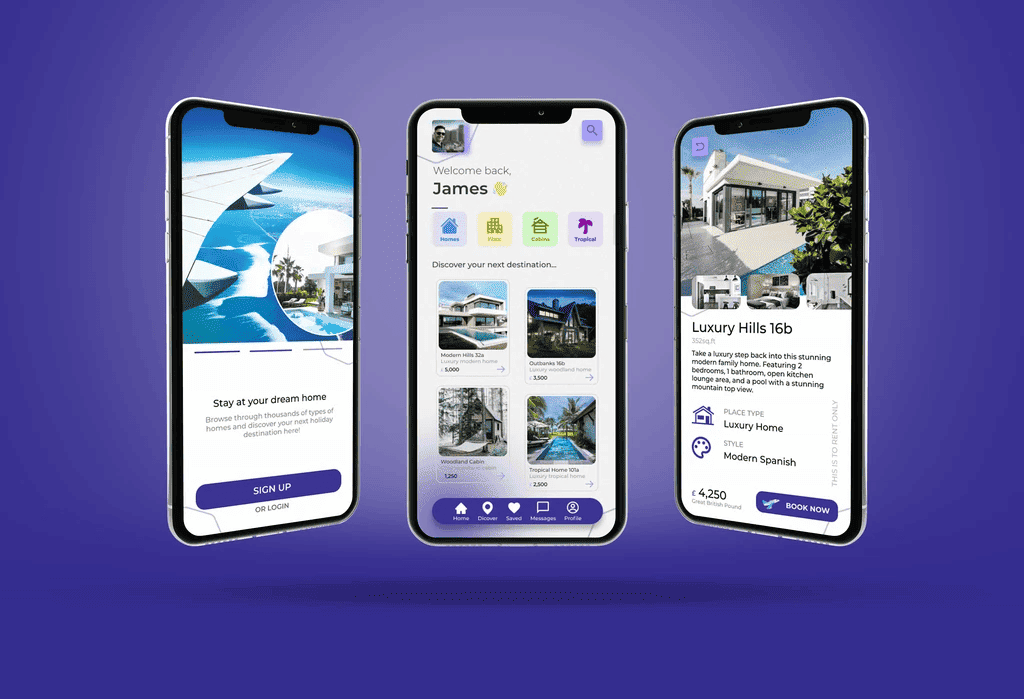 Stay at your dream home
Browse through thousands of types of
homes and discover your next holiday
destination here!
SIGN UP
OR LOGIN
Welcome back,
James
Homes
Cabins
Tropical
Discover your next destination...
Modern Hills 32a
Luxury modern home
£ 5,000
Outbanks 16b
Luxury woodland home
£ 3,500
Woodland Cabin
1,250
Tropical Home 101a
Luxury tropical home
£ 2,500
Home
Dicover
Saved
Messages
Profile
Luxury Hills 16b
352sq.ft
Take a luxury step back into this stunning
modern family home. Featuring 2
bedrooms, 1 bathroom, open kitchen
lounge area, and a pool with a stunning
mountain top view.
PLACE TYPE
Luxury Home
STYLE
Modern Spanish
THIS IS TO RENT ONLY
£ 4,250
Great British Pound
BOOK NOW